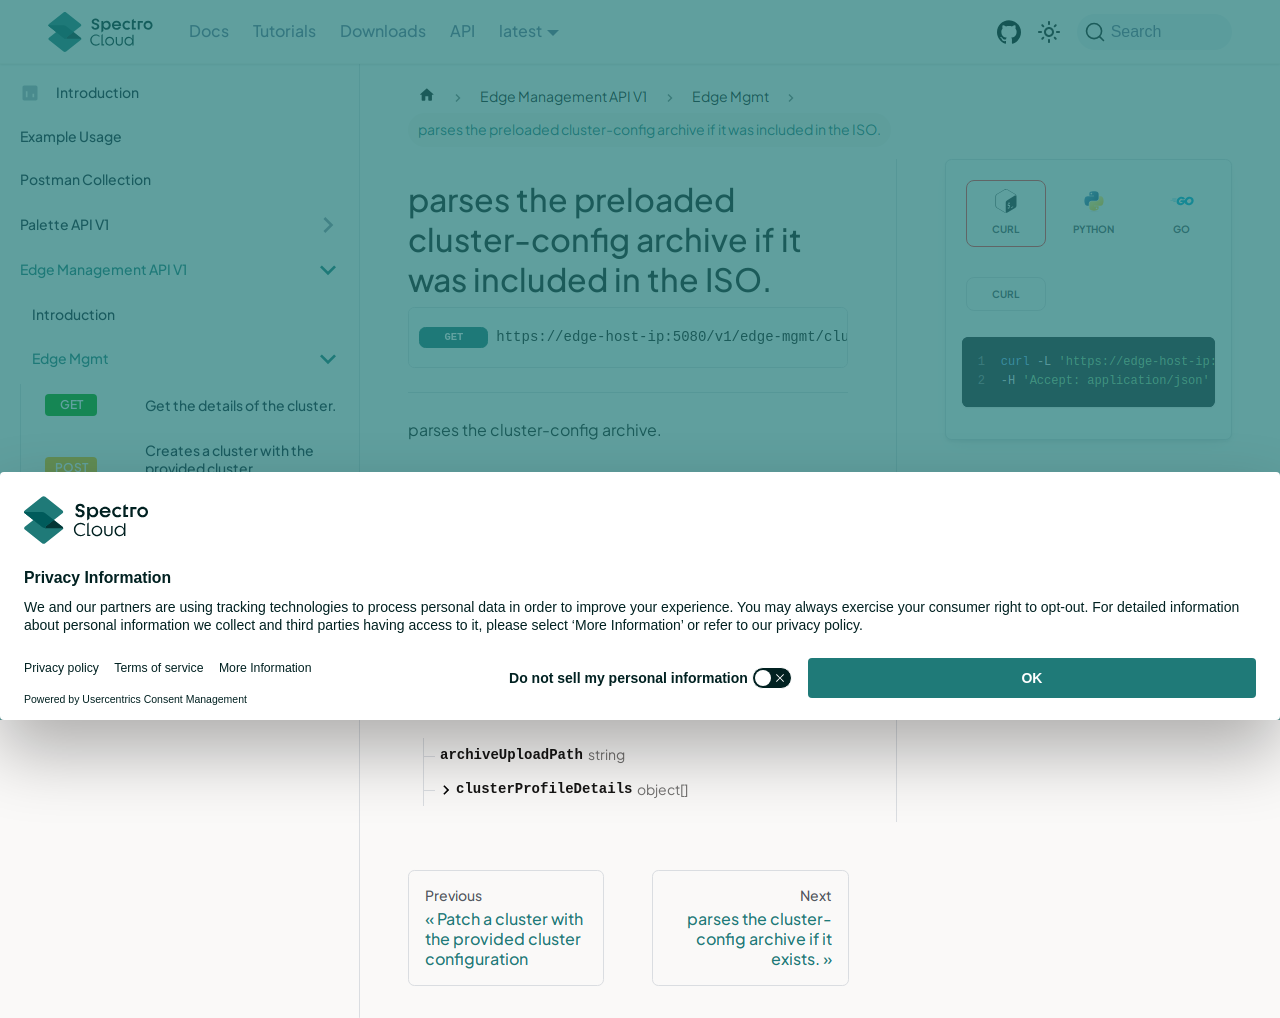 Spectro Cloud
Docs
Tutorials
Downloads
API
latest
Search
Introduction
Example Usage
Postman Collection
Palette API V1
Edge Management API V1
Introduction
Edge Mgmt
GET Get the details of the cluster.
POST Creates a cluster with the
provided cluster
Edge Management API V1
Edge Mgmt
parses the preloaded cluster-config archive if it was included in the ISO.
parses the preloaded
cluster-config archive if it
was included in the ISO.
GET https://edge-host-ip:5080/v1/edge-mgmt/clu
parses the cluster-config archive.
CURL
PYTHON
GO
CURL
1 curl -L 'https://edge-host-ip:
2 -H 'Accept: application/json'
Spectro
Cloud
Privacy Information
We and our partners are using tracking technologies to process personal data in order to improve your experience. You may always exercise your consumer right to opt-out. For detailed information
about personal information we collect and third parties having access to it, please select ‘More Information’ or refer to our privacy policy.
Privacy policy
Terms of service
More Information
Powered by Usercentrics Consent Management
Do not sell my personal information
OK
archiveUploadPath string
clusterProfileDetails object[]
Previous
« Patch a cluster with
the provided cluster
configuration
Next
parses the cluster-
config archive if it
exists. »